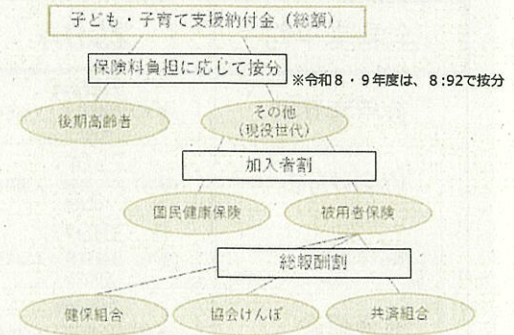 子ども・子育て支援納付金（総額）
保険料負担に応じて按分
※令和８・９年度は、８:92で按分
後期高齢者
その他
（現役世代）
加入者割
国民健康保険
被用者保険
総報酬割
健保組合
協会けんぽ
共済組合